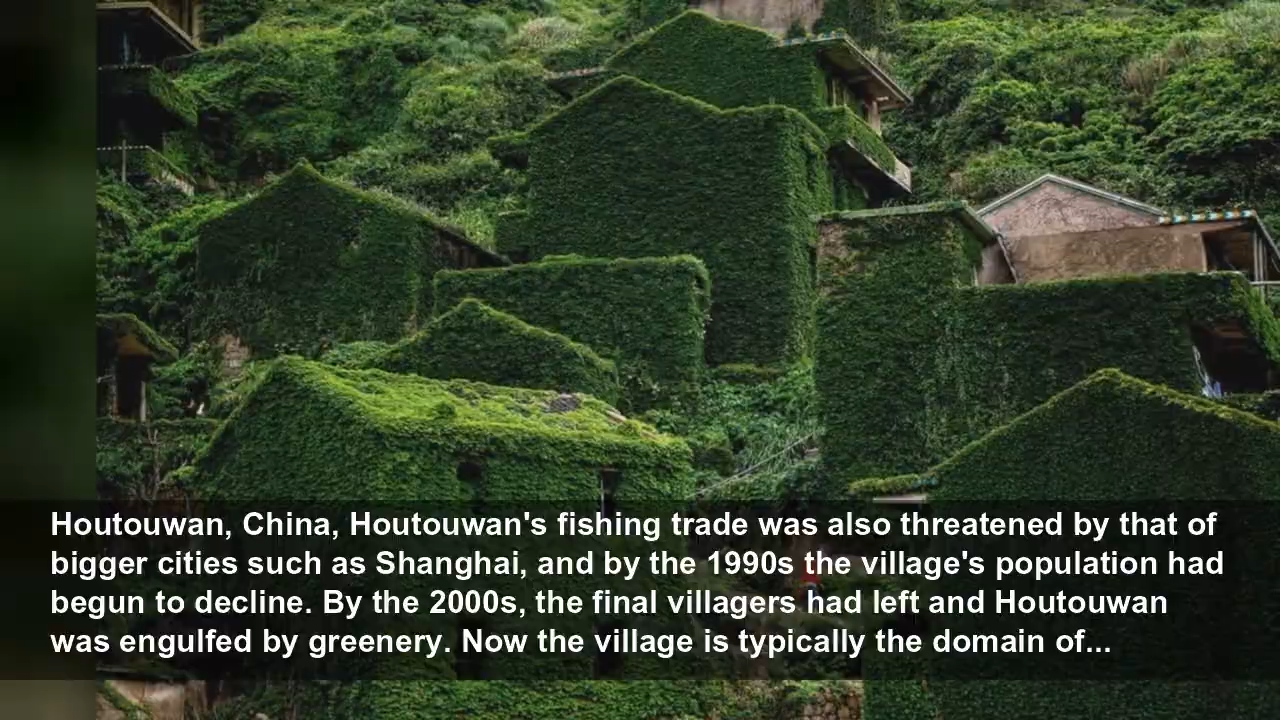 Houtouwan, China, Houtouwan's fishing trade was also threatened by that of
bigger cities such as Shanghai, and by the 1990s the village's population had
begun to decline. By the 2000s, the final villagers had left and Houtouwan
was engulfed by greenery. Now the village is typically the domain of...